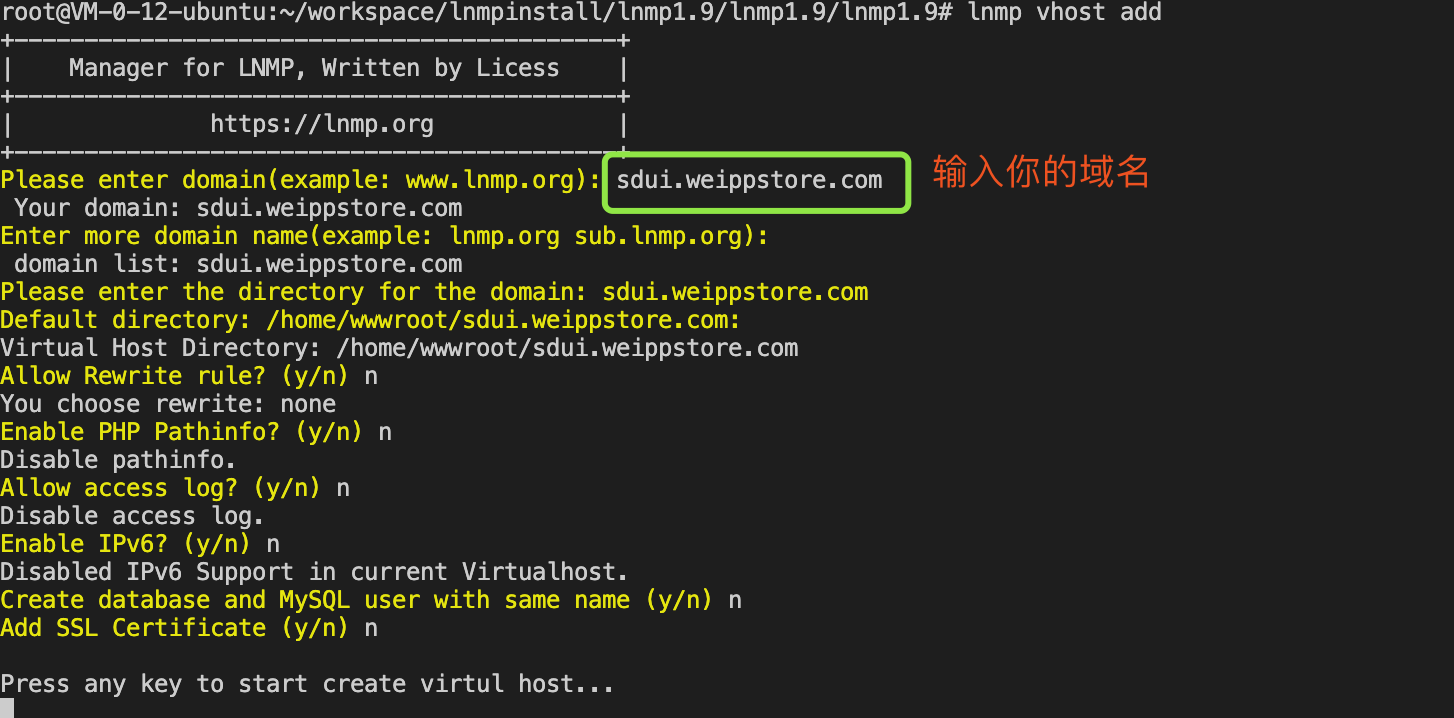 root@VM-0-12-ubuntu:~/workspace/lnmpinstall/lnmp1.9/lnmp1.9/lnmp1.9# lnmp vhost add
+-------------------------------------------+
|    Manager for LNMP, Written by Licess    |
+-------------------------------------------+
|              https://lnmp.org             |
+-------------------------------------------+
Please enter domain(example: www.lnmp.org): sdui.weippstore.com 输入你的域名
 Your domain: sdui.weippstore.com
Enter more domain name(example: lnmp.org sub.lnmp.org):
 domain list: sdui.weippstore.com
Please enter the directory for the domain: sdui.weippstore.com
Default directory: /home/wwwroot/sdui.weippstore.com:
Virtual Host Directory: /home/wwwroot/sdui.weippstore.com
Allow Rewrite rule? (y/n) n
You choose rewrite: none
Enable PHP Pathinfo? (y/n) n
Disable pathinfo.
Allow access log? (y/n) n
Disable access log.
Enable IPv6? (y/n) n
Disabled IPv6 Support in current Virtualhost.
Create database and MySQL user with same name (y/n) n
Add SSL Certificate (y/n) n
Press any key to start create virtul host...